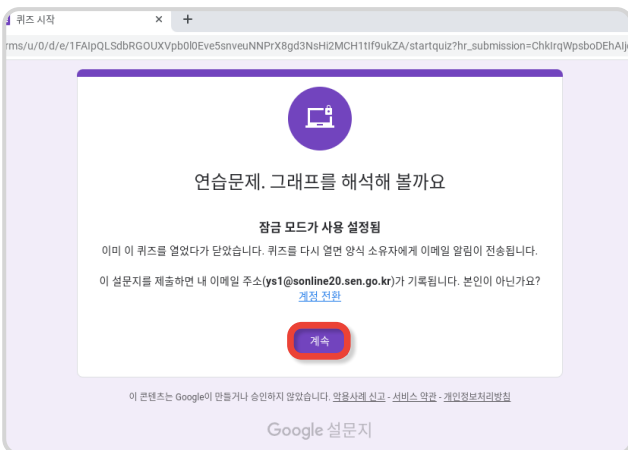 퀴즈 시작
rms/u/0/d/e/1FAIpQLSdbRGOUXVpb0l0Eve5snveuNNPrX8gd3NsHi2MCH1tIf9ukZA/startquiz?hr_submission=ChkIrqWpsboDEhAIj
연습문제. 그래프를 해석해 볼까요
잠금 모드가 사용 설정됨
이미 이 퀴즈를 열었다가 닫았습니다. 퀴즈를 다시 열면 양식 소유자에게 이메일 알림이 전송됩니다.
이 설문지를 제출하면 내 이메일 주소(ys1@sonline20.sen.go.kr)가 기록됩니다. 본인이 아닌가요?
계정 전환
계속
이 콘텐츠는 Google이 만들거나 승인하지 않았습니다. 악용사례 신고 - 서비스 약관 - 개인정보처리방침
Google 설문지